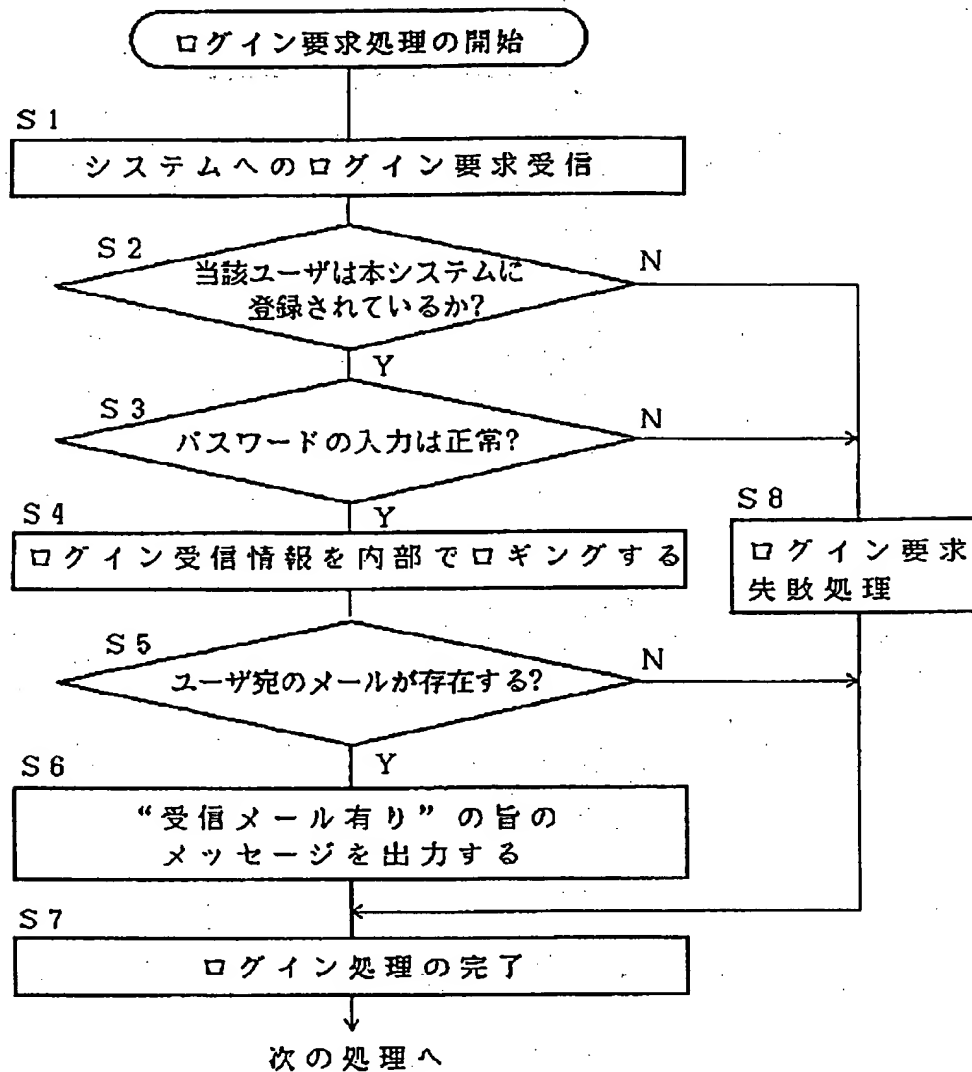 ログイン要求処理の開始
S1
システムへのログイン要求受信
S2
当該ユーザは本システムに
登録されているか?
N
Y
S3
パスワードの入力は正常?
N
Y
S4
ログイン受信情報を内部でロギングする
S8
ログイン要求
失敗処理
S5
ユーザ宛のメールが存在する?
N
Y
S6
“受信メール有り”の旨の
メッセージを出力する
S7
ログイン処理の完了
次の処理へ